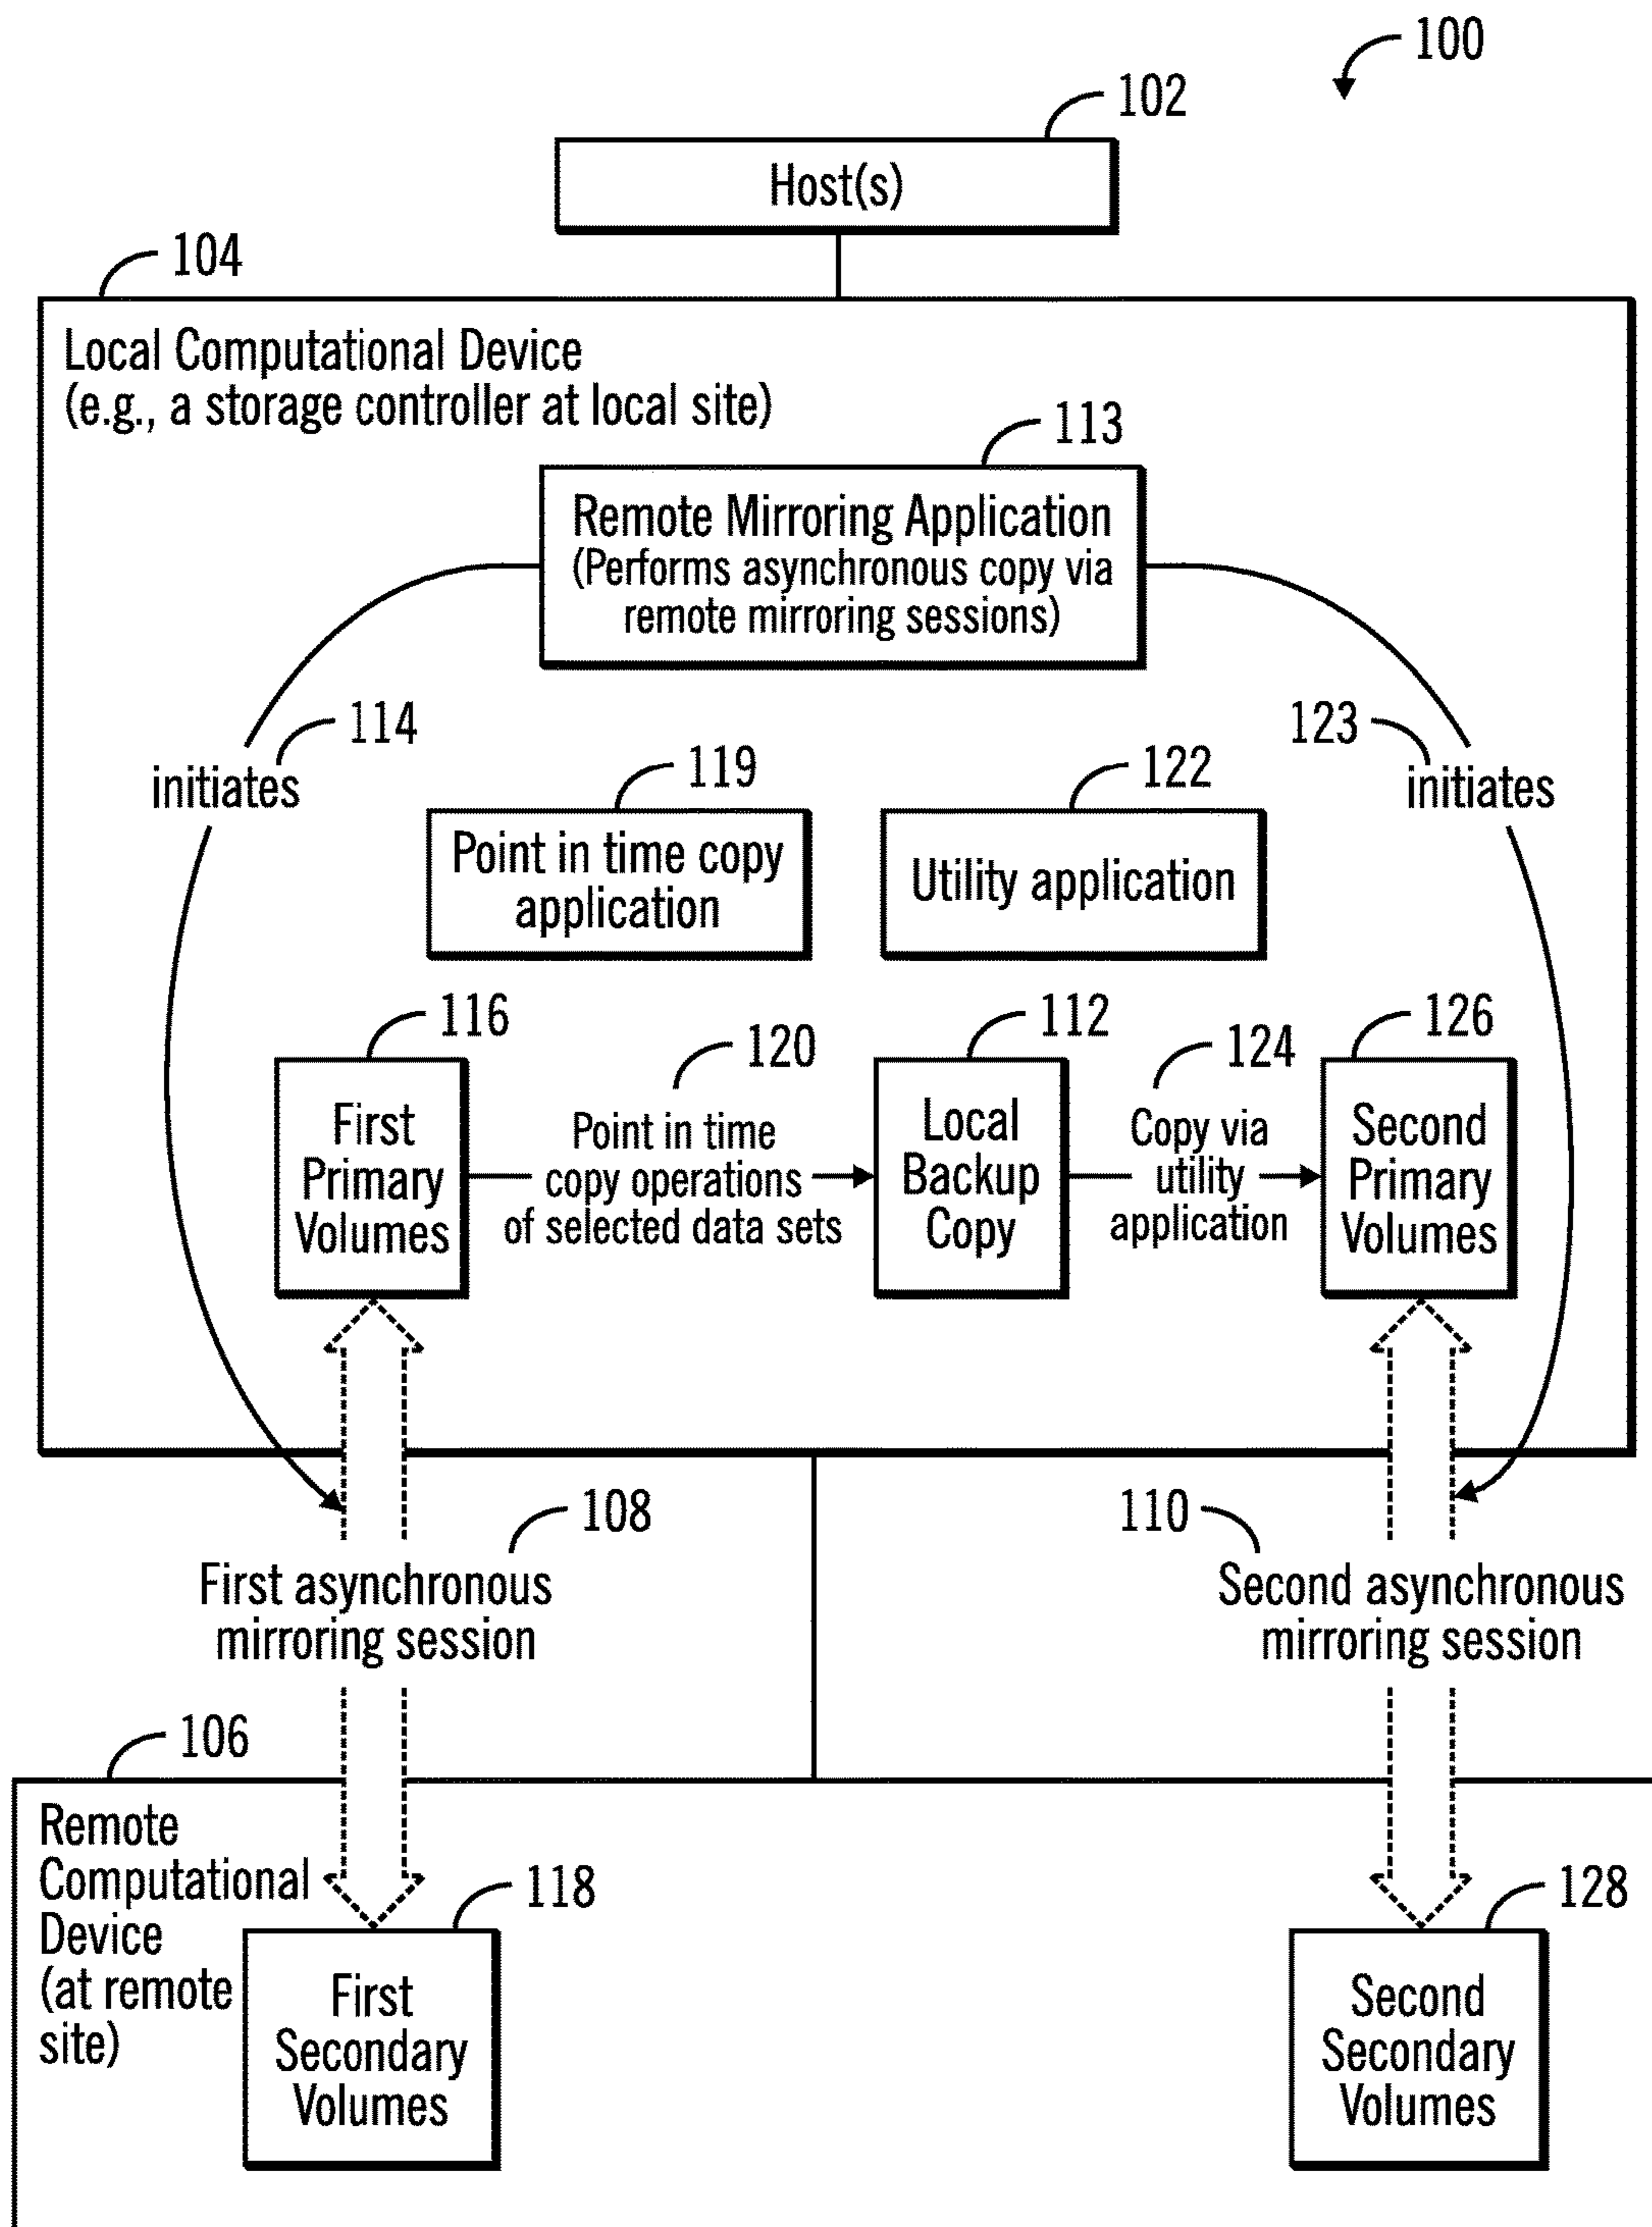 100
102
Host(s)
104
Local Computational Device
(e.g., a storage controller at local site)
113
Remote Mirroring Application
(Performs asynchronous copy via
remote mirroring sessions)
114
initiates
123
initiates
119
Point in time copy
application
122
Utility application
116
First
Primary
Volumes
120
Point in time
copy operations
of selected data sets
112
Local
Backup
Copy
124
Copy via
utility
application
126
Second
Primary
Volumes
108
First asynchronous
mirroring session
110
Second asynchronous
mirroring session
106
Remote
Computational
Device
(at remote
site)
118
First
Secondary
Volumes
128
Second
Secondary
Volumes